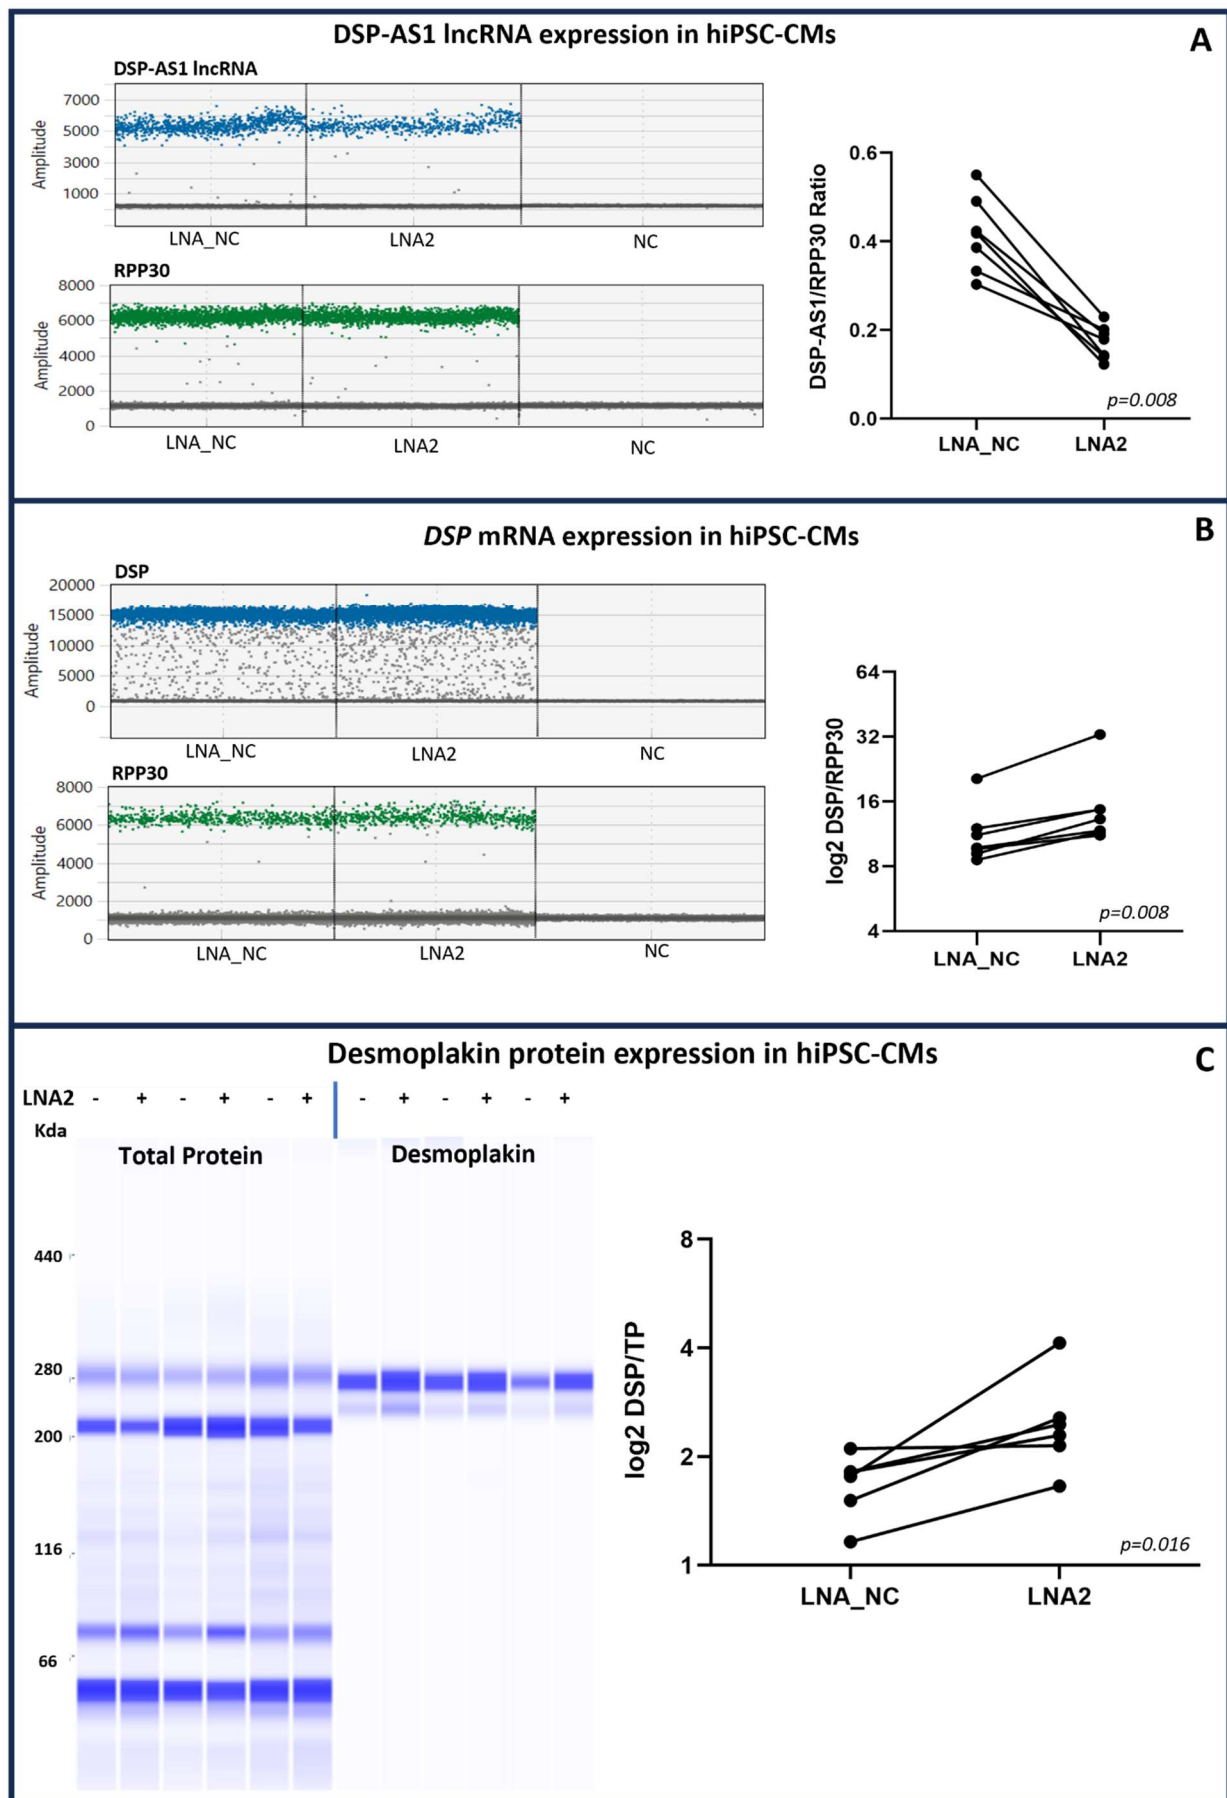 DSP-AS1 lncRNA expression in hiPSC-CMs
A
DSP-AS1 lncRNA
7000
5000
3000
1000
Amplitude
LNA_NC LNA2 NC
RPP30
8000
6000
4000
2000
0
Amplitude
LNA_NC LNA2 NC
DSP-AS1/RPP30 Ratio
0.6
0.4
0.2
0.0
p=0.008
LNA_NC LNA2
DSP mRNA expression in hiPSC-CMs
B
DSP
20000
15000
10000
5000
0
Amplitude
LNA_NC LNA2 NC
RPP30
8000
6000
4000
2000
0
Amplitude
LNA_NC LNA2 NC
log2 DSP/RPP30
64
32
16
8
4
p=0.008
LNA_NC LNA2
Desmoplakin protein expression in hiPSC-CMs
C
LNA2 - + - + - + - + - + - +
Kda
Total Protein Desmoplakin
440
280
200
116
66
log2 DSP/TP
8
4
2
1
p=0.016
LNA_NC LNA2